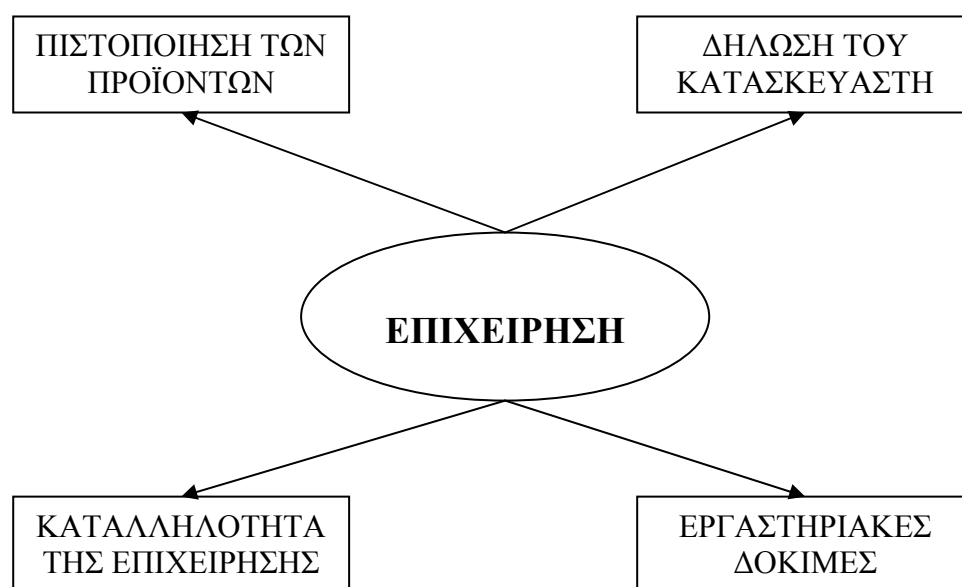 ΠΙΣΤΟΠΟΙΗΣΗ ΤΩΝ
ΠΡΟΪΟΝΤΩΝ
ΔΗΛΩΣΗ ΤΟΥ
ΚΑΤΑΣΚΕΥΑΣΤΗ
ΕΠΙΧΕΙΡΗΣΗ
ΚΑΤΑΛΛΗΛΟΤΗΤΑ
ΤΗΣ ΕΠΙΧΕΙΡΗΣΗΣ
ΕΡΓΑΣΤΗΡΙΑΚΕΣ
ΔΟΚΙΜΕΣ